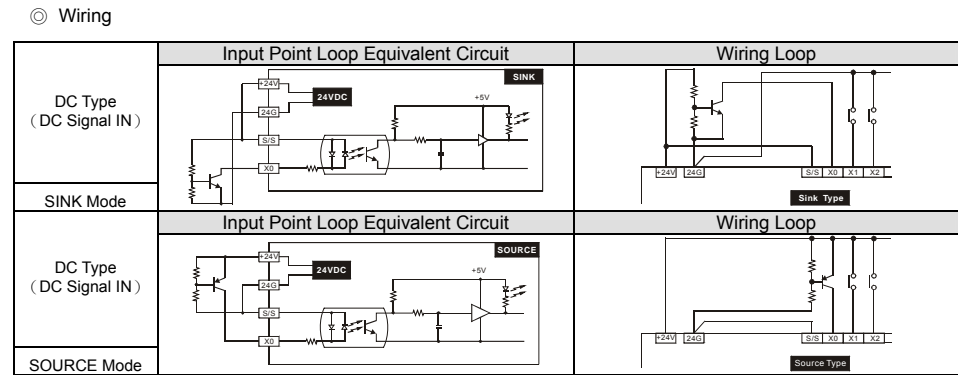 ◎ Wiring
Input Point Loop Equivalent Circuit
Wiring Loop
DC Type
（DC Signal IN）
SINK Mode
+24V
24G
S/S
X0
24VDC
+5V
SINK
+24V
24G
S/S
X0
X1
X2
Sink Type
Input Point Loop Equivalent Circuit
Wiring Loop
DC Type
（DC Signal IN）
SOURCE Mode
+24V
24G
S/S
X0
24VDC
+5V
SOURCE
+24V
24G
S/S
X0
X1
X2
Source Type